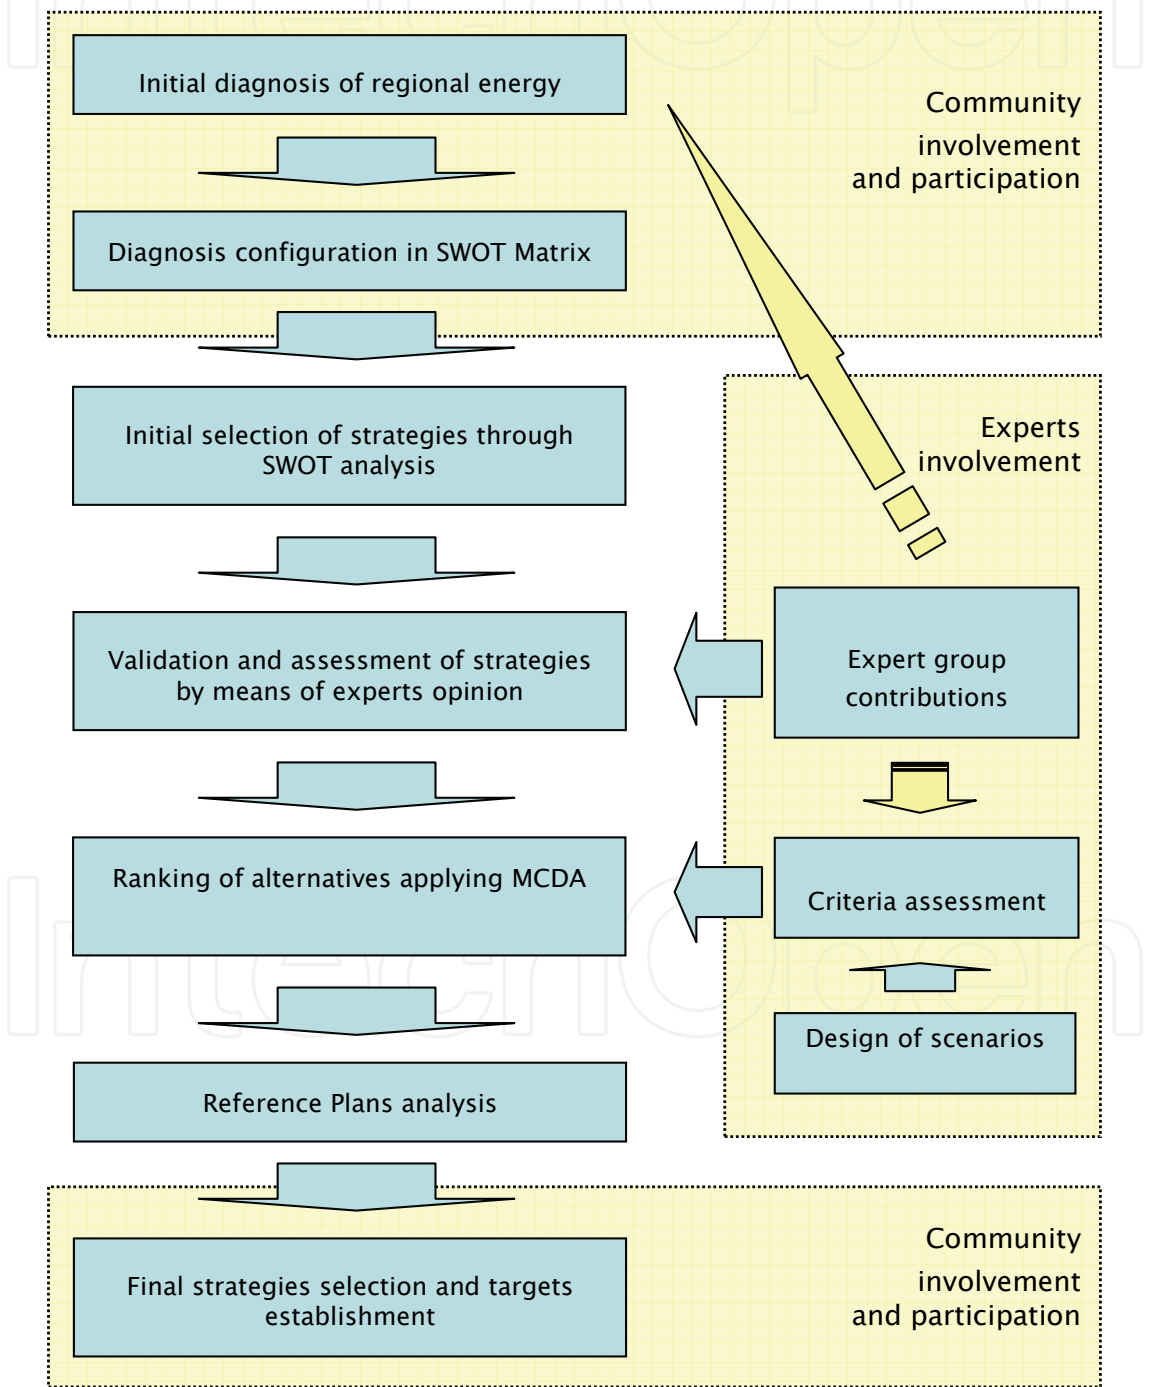 IntechOpen
Initial diagnosis of regional energy
Community
involvement
and participation
Diagnosis configuration in SWOT Matrix
Initial selection of strategies through
SWOT analysis
Experts
involvement
Validation and assessment of strategies
by means of experts opinion
Expert group
contributions
Ranking of alternatives applying MCDA
Criteria assessment
IntechOpen
Design of scenarios
Reference Plans analysis
Final strategies selection and targets
establishment
Community
involvement
and participation